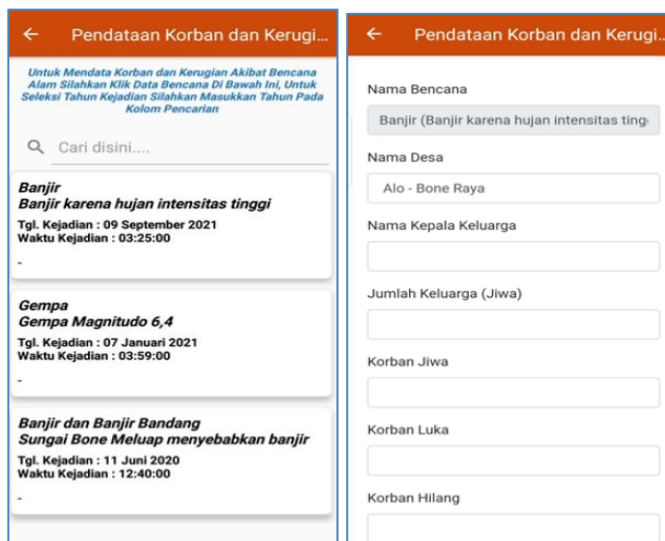 Pendataan Korban dan Kerugi...
Untuk Mendata Korban dan Kerugian Akibat Bencana
Alam Silahkan Klik Data Bencana Di Bawah Ini, Untuk
Seleksi Tahun Kejadian Silahkan Masukkan Tahun Pada
Kolom Pencarian
Cari disini....
Banjir
Banjir karena hujan intensitas tinggi
Tgl. Kejadian : 09 September 2021
Waktu Kejadian : 03:25:00
-
Gempa
Gempa Magnitudo 6,4
Tgl. Kejadian : 07 Januari 2021
Waktu Kejadian : 03:59:00
-
Banjir dan Banjir Bandang
Sungai Bone Meluap menyebabkan banjir
Tgl. Kejadian : 11 Juni 2020
Waktu Kejadian : 12:40:00
-
Pendataan Korban dan Kerugi...
Nama Bencana
Banjir (Banjir karena hujan intensitas ting
Nama Desa
Alo - Bone Raya
Nama Kepala Keluarga
Jumlah Keluarga (Jiwa)
Korban Jiwa
Korban Luka
Korban Hilang